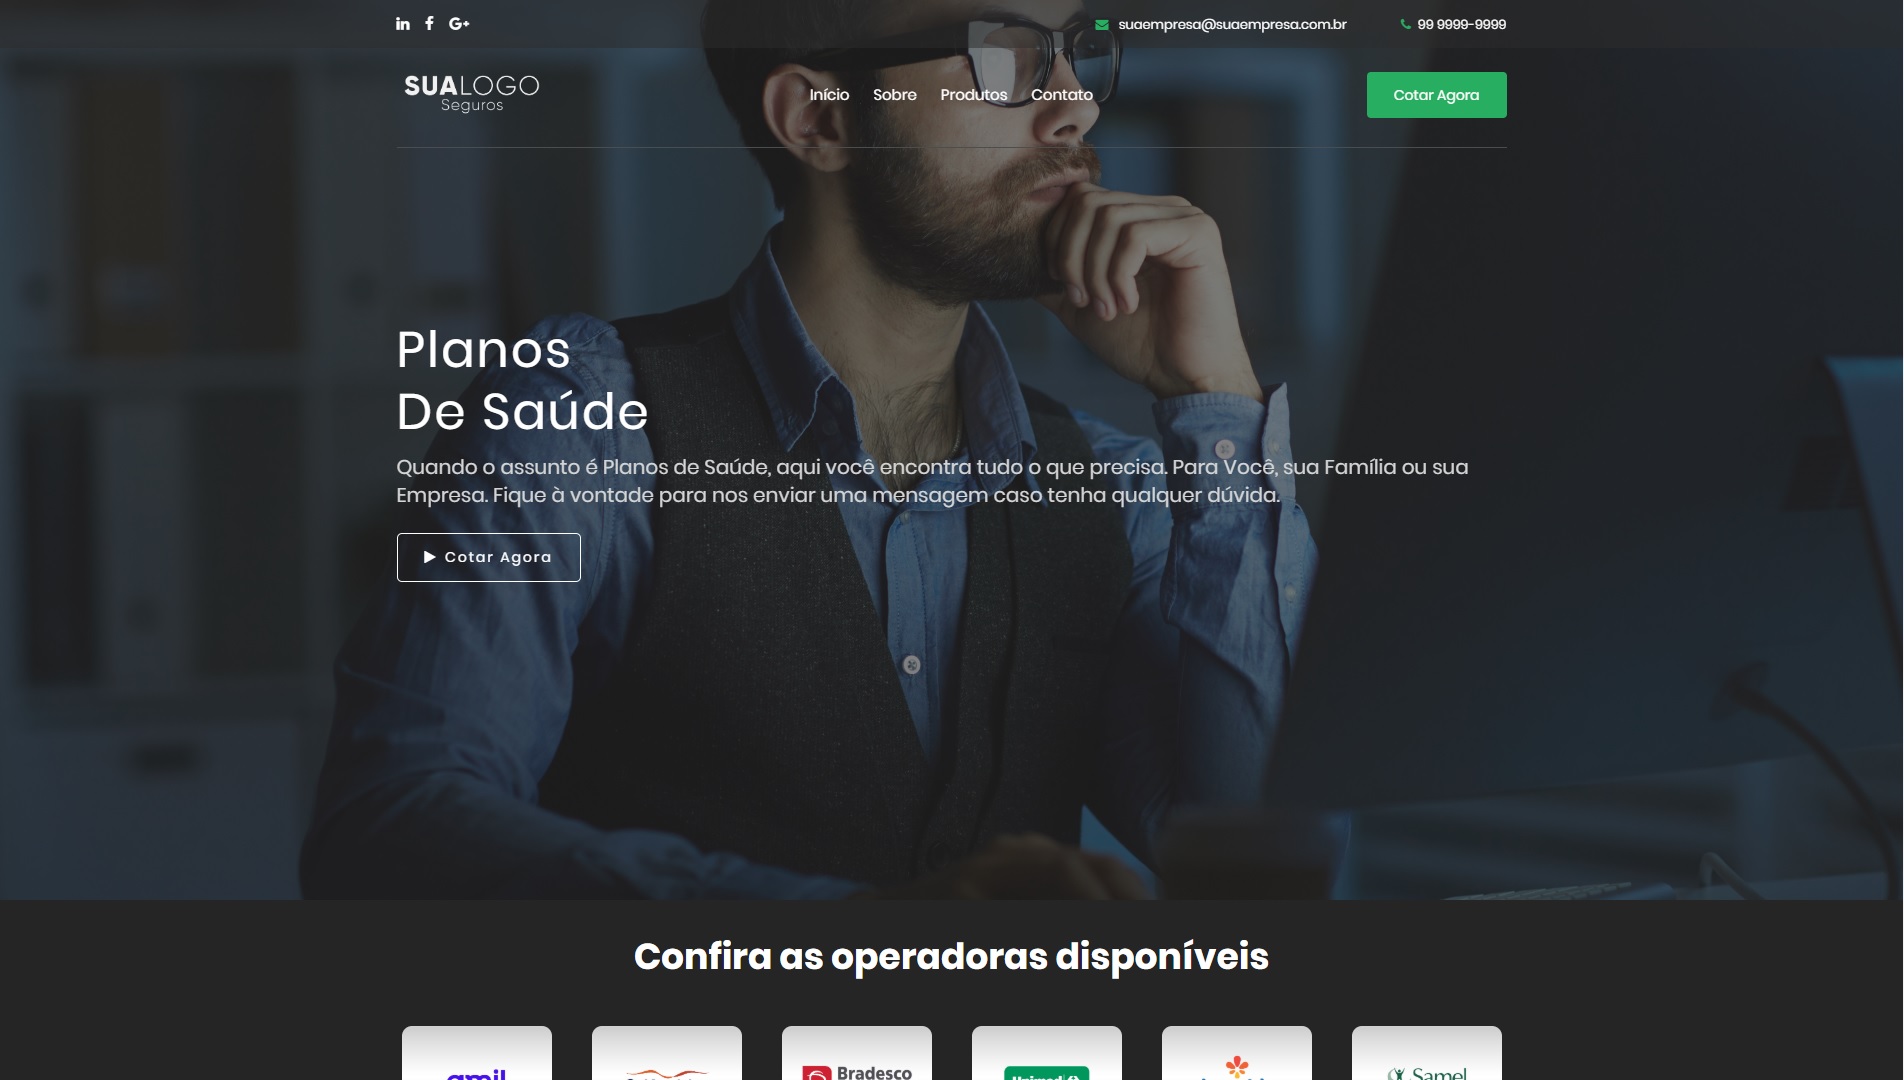 suaempresa@suaempresa.com.br
99 9999-9999
SUALOGO
Seguros
Início
Sobre
Produtos
Contato
Cotar Agora
Planos
De Saúde
Quando o assunto é Planos de Saúde, aqui você encontra tudo o que precisa. Para Você, sua Família ou sua
Empresa. Fique à vontade para nos enviar uma mensagem caso tenha qualquer dúvida.
Cotar Agora
Confira as operadoras disponíveis
amil
Bradesco
Unimed
Samel